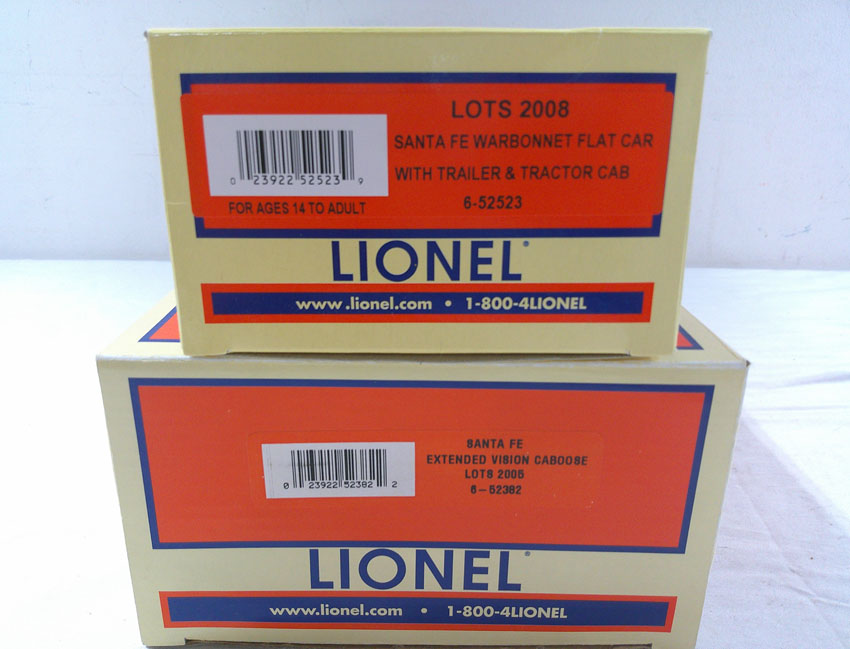 LOTS 2008
SANTA FE WARBONNET FLAT CAR
WITH TRAILER & TRACTOR CAB
6-52523
0 23922 52523 9
FOR AGES 14 TO ADULT
LIONEL®
www.lionel.com • 1-800-4LIONEL
SANTA FE
EXTENDED VISION CABOOSE
LOTS 2005
6-52382
0 23922 52382 2
LIONEL®
www.lionel.com • 1-800-4LIONEL